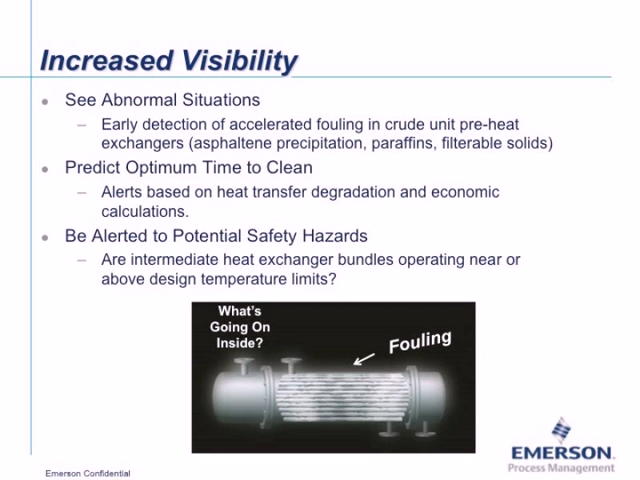 Increased Visibility
● See Abnormal Situations
– Early detection of accelerated fouling in crude unit pre-heat
exchangers (asphaltene precipitation, paraffins, filterable solids)
● Predict Optimum Time to Clean
– Alerts based on heat transfer degradation and economic
calculations.
● Be Alerted to Potential Safety Hazards
– Are intermediate heat exchanger bundles operating near or
above design temperature limits?
What's
Going On
Inside?
Fouling
EMERSON.
Process Management
Emerson Confidential